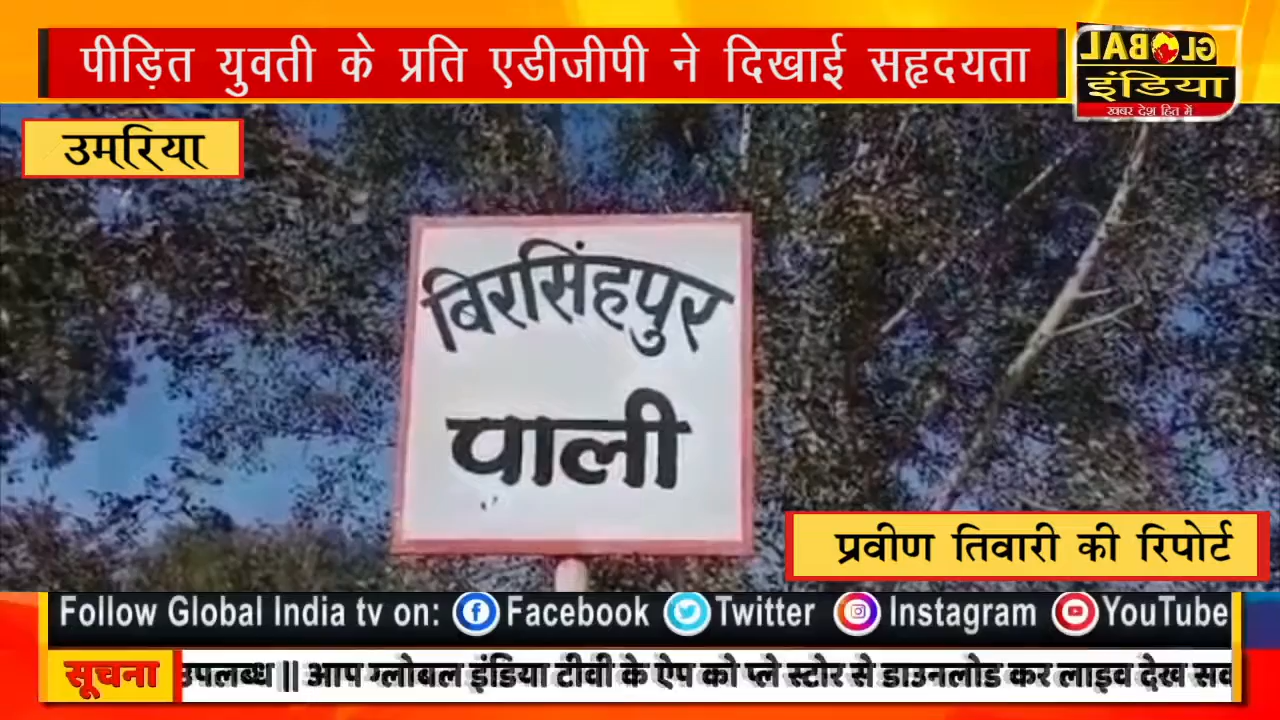 पीड़ित युवती के प्रति एडीजीपी ने दिखाई सहृदयता
GLOBAL
इंडिया
खबर देश हित में
उमरिया
बिरसिंहपुर
पाली
प्रवीण तिवारी की रिपोर्ट
Follow Global India tv on: Facebook Twitter Instagram YouTube
सूचना उपलब्ध || आप ग्लोबल इंडिया टीवी के ऐप को प्ले स्टोर से डाउनलोड कर लाइव देख